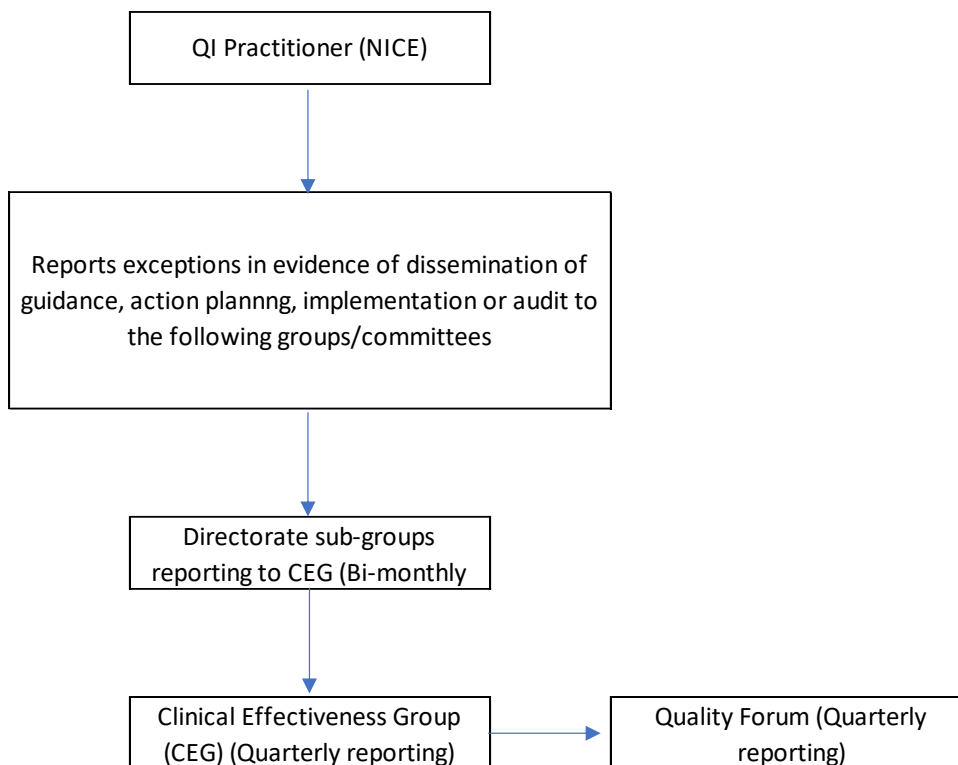 QI Practitioner (NICE)
Reports exceptions in evidence of dissemination of
guidance, action plannng, implementation or audit to
the following groups/committees
Directorate sub-groups
reporting to CEG (Bi-monthly
Clinical Effectiveness Group
(CEG) (Quarterly reporting)
Quality Forum (Quarterly
reporting)